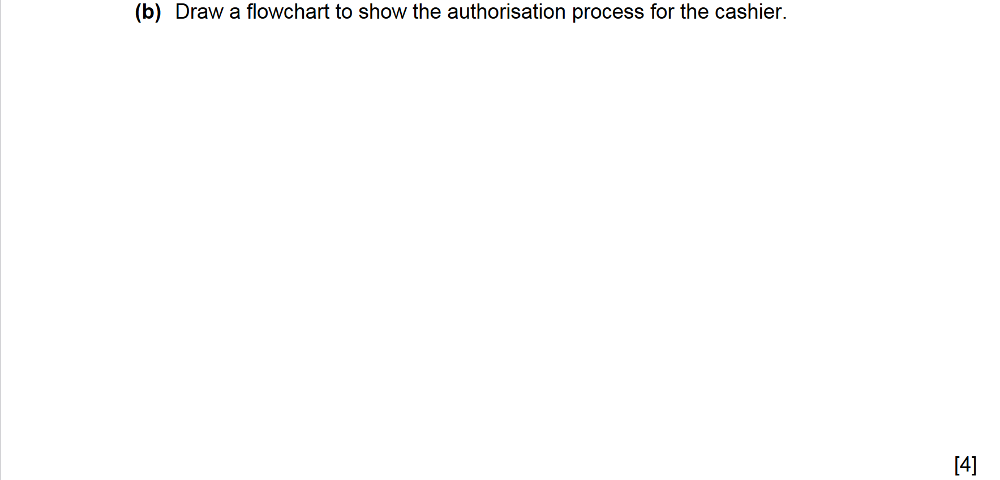 (b) Draw a flowchart to show the authorisation process for the cashier.
[4]